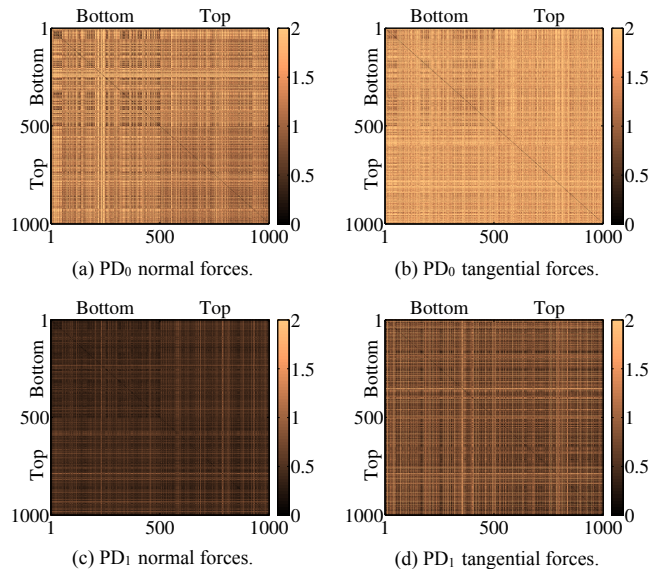 Bottom Top
1
Bottom
500
Top
1000
1 500 1000
2
1.5
1
0.5
0
(a) PD₀ normal forces.
Bottom Top
1
Bottom
500
Top
1000
1 500 1000
2
1.5
1
0.5
0
(b) PD₀ tangential forces.
Bottom Top
1
Bottom
500
Top
1000
1 500 1000
2
1.5
1
0.5
0
(c) PD₁ normal forces.
Bottom Top
1
Bottom
500
Top
1000
1 500 1000
2
1.5
1
0.5
0
(d) PD₁ tangential forces.